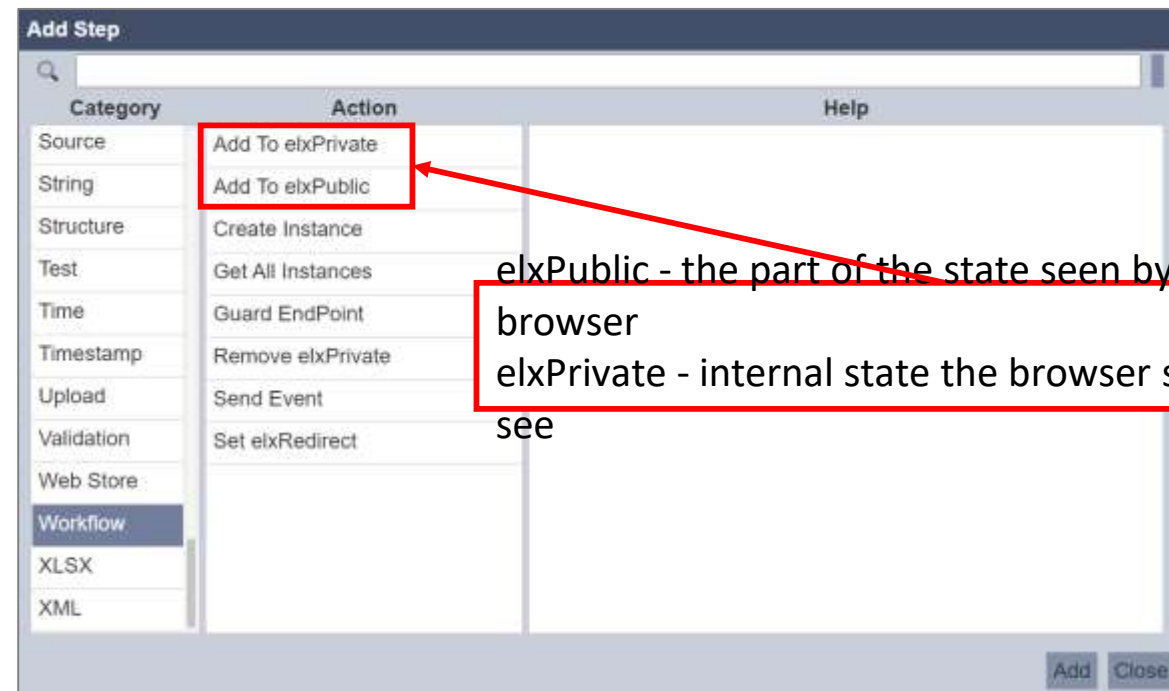 Add Step
Category Action Help
Source
String
Structure
Test
Time
Timestamp
Upload
Validation
Web Store
Workflow
XLSX
XML
Add To elxPrivate
Add To elxPublic
Create Instance
Get All Instances
Guard EndPoint
Remove elxPrivate
Send Event
Set elxRedirect
elxPublic - the part of the state seen by
browser
elxPrivate - internal state the browser
see
Add Close